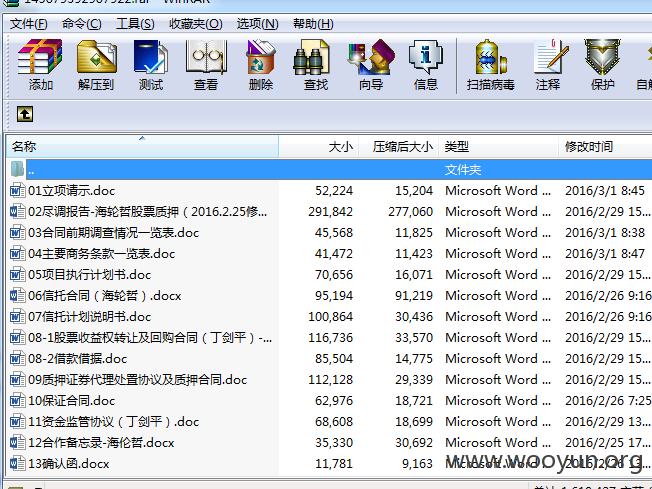 文件(F) 命令(C) 工具(S) 收藏夹(O) 选项(N) 帮助(H)
添加 解压到 测试 查看 删除 查找 向导 信息 扫描病毒 注释 保护
名称 大小 压缩后大小 类型 修改时间
.. 文件夹
01立项请示.doc 52,224 15,204 Microsoft Word ... 2016/3/1 8:45
02尽调报告-海轮哲股票质押（2016.2.25修... 291,842 277,060 Microsoft Word ... 2016/2/29 15...
03合同前期调查情况一览表.doc 45,568 11,825 Microsoft Word ... 2016/3/1 8:38
04主要商务条款一览表.doc 41,472 11,423 Microsoft Word ... 2016/3/1 8:47
05项目执行计划书.doc 70,656 16,071 Microsoft Word ... 2016/2/29 15...
06信托合同（海轮哲）.docx 95,194 91,219 Microsoft Word ... 2016/2/26 9:16
07信托计划说明书.doc 100,864 30,436 Microsoft Word ... 2016/2/26 9:16
08-1股票收益权转让及回购合同（丁剑平）-... 116,736 33,570 Microsoft Word ... 2016/2/29 15...
08-2借款借据.doc 85,504 14,775 Microsoft Word ... 2016/2/29 15...
09质押证券代理处置协议及质押合同.doc 112,128 29,339 Microsoft Word ... 2016/2/29 15...
10保证合同.doc 62,976 18,721 Microsoft Word ... 2016/2/26 7:25
11资金监管协议（丁剑平）.doc 68,608 18,699 Microsoft Word ... 2016/2/29 13...
12合作备忘录-海伦哲.docx 35,330 30,692 Microsoft Word ... 2016/2/25 17...
13确认函.docx 11,781 9,163 Microsoft Word ...
www.wooyun.org